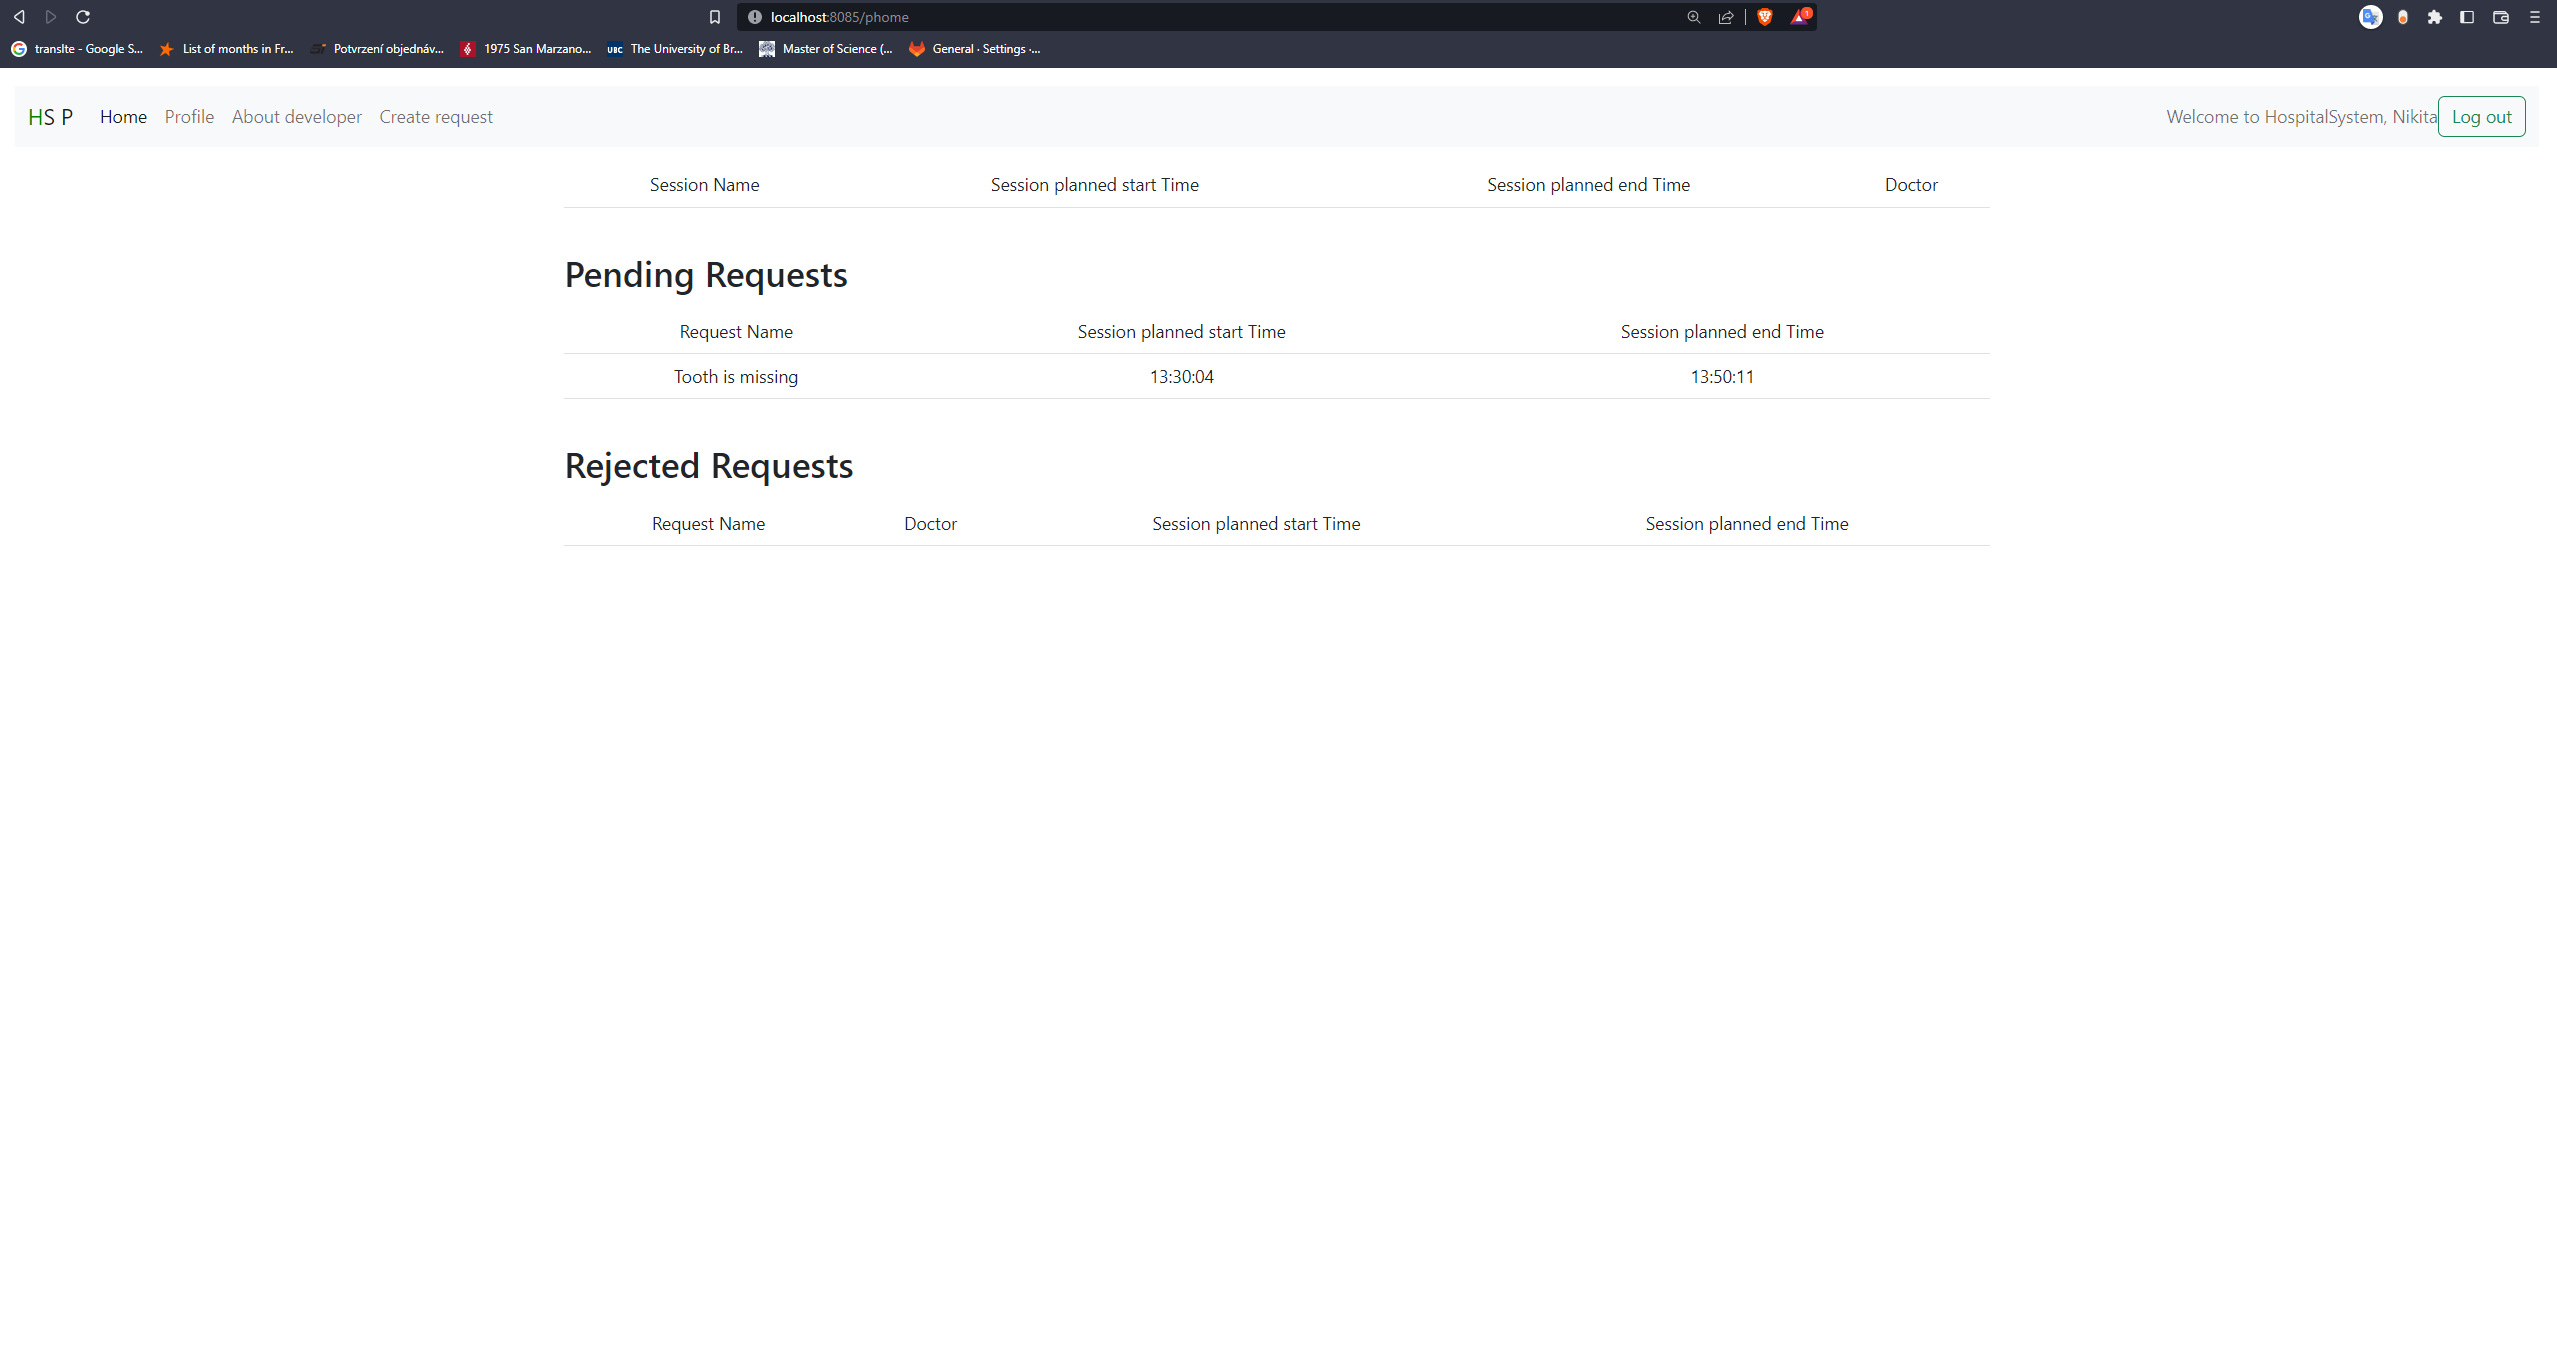 localhost:8085/phome
1
translte - Google S...
List of months in Fr...
Potvrzení objednáv...
1975 San Marzano...
UBC The University of Br...
Master of Science (...
General · Settings ·...
HS P Home Profile About developer Create request Welcome to HospitalSystem, Nikita Log out
Session Name Session planned start Time Session planned end Time Doctor
Pending Requests
Request Name Session planned start Time Session planned end Time
Tooth is missing 13:30:04 13:50:11
Rejected Requests
Request Name Doctor Session planned start Time Session planned end Time